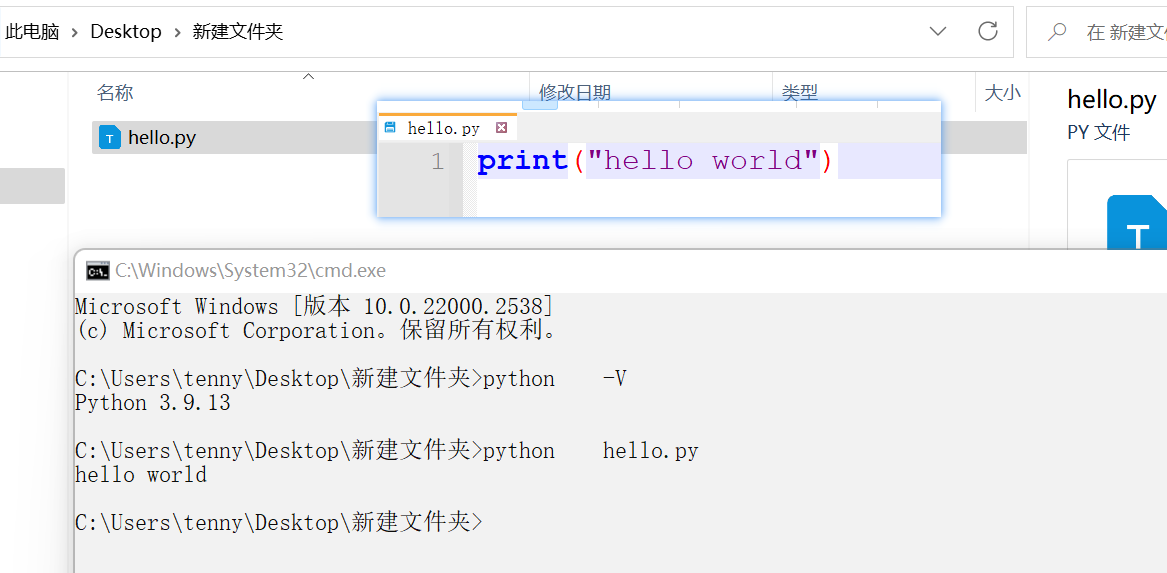 此电脑 > Desktop > 新建文件夹
在 新建文
名称 修改日期 类型 大小
hello.py
hello.py
1 print("hello world")
hello.py
PY 文件
T
C:\Windows\System32\cmd.exe
Microsoft Windows [版本 10.0.22000.2538]
(c) Microsoft Corporation。保留所有权利。
C:\Users\tenny\Desktop\新建文件夹>python    -V
Python 3.9.13
C:\Users\tenny\Desktop\新建文件夹>python    hello.py
hello world
C:\Users\tenny\Desktop\新建文件夹>